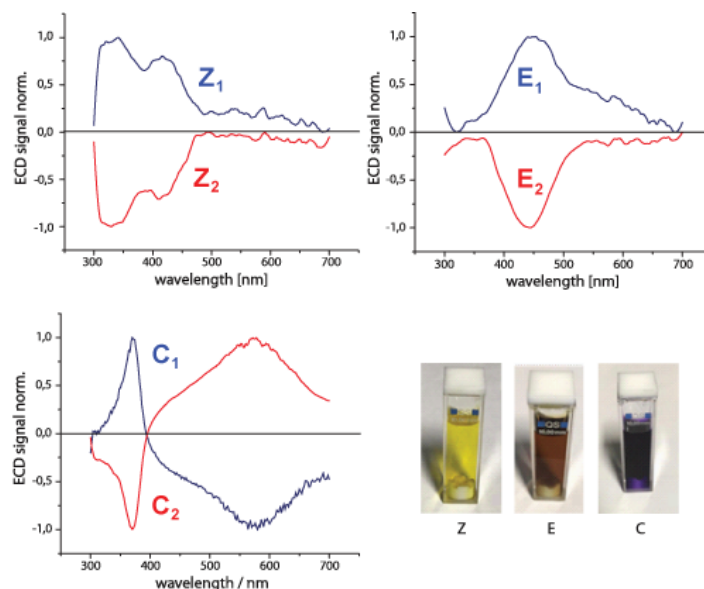 ECD signal norm.
1,0
0,5
0,0
-0,5
-1,0
Z1
Z2
300 400 500 600 700
wavelength [nm]
ECD signal norm.
1,0
0,5
0,0
-0,5
-1,0
E1
E2
300 400 500 600 700
wavelength [nm]
ECD signal norm.
1,0
0,5
0,0
-0,5
-1,0
C1
C2
300 400 500 600 700
wavelength / nm
QS
Z E C